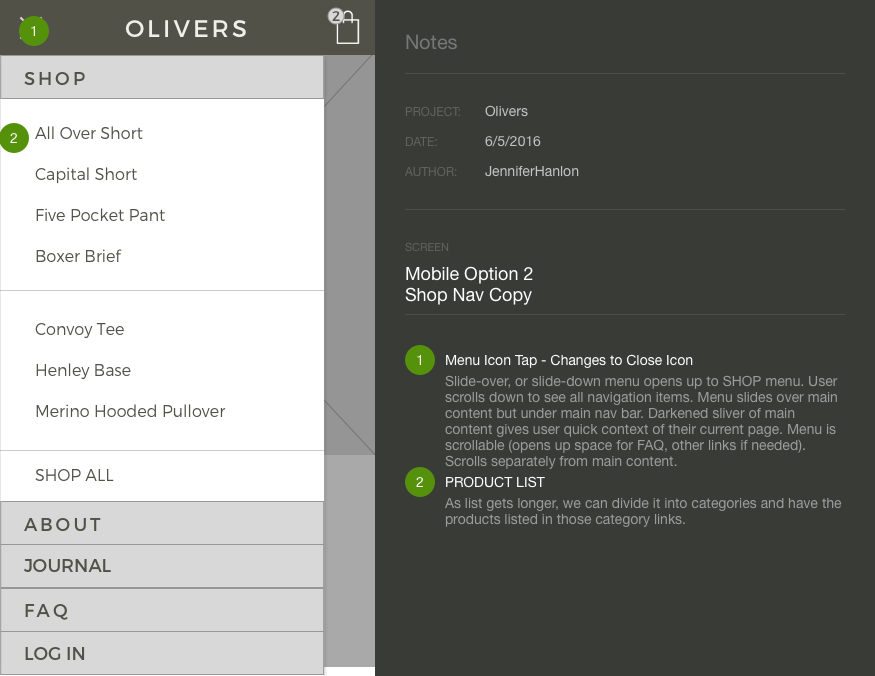 1
OLIVERS
2
SHOP
2
All Over Short
Capital Short
Five Pocket Pant
Boxer Brief
Convoy Tee
Henley Base
Merino Hooded Pullover
SHOP ALL
ABOUT
JOURNAL
FAQ
LOG IN
Notes
PROJECT: Olivers
DATE: 6/5/2016
AUTHOR: JenniferHanlon
SCREEN
Mobile Option 2
Shop Nav Copy
1 Menu Icon Tap - Changes to Close Icon
Slide-over, or slide-down menu opens up to SHOP menu. User
scrolls down to see all navigation items. Menu slides over main
content but under main nav bar. Darkened sliver of main
content gives user quick context of their current page. Menu is
scrollable (opens up space for FAQ, other links if needed).
Scrolls separately from main content.
2 PRODUCT LIST
As list gets longer, we can divide it into categories and have the
products listed in those category links.